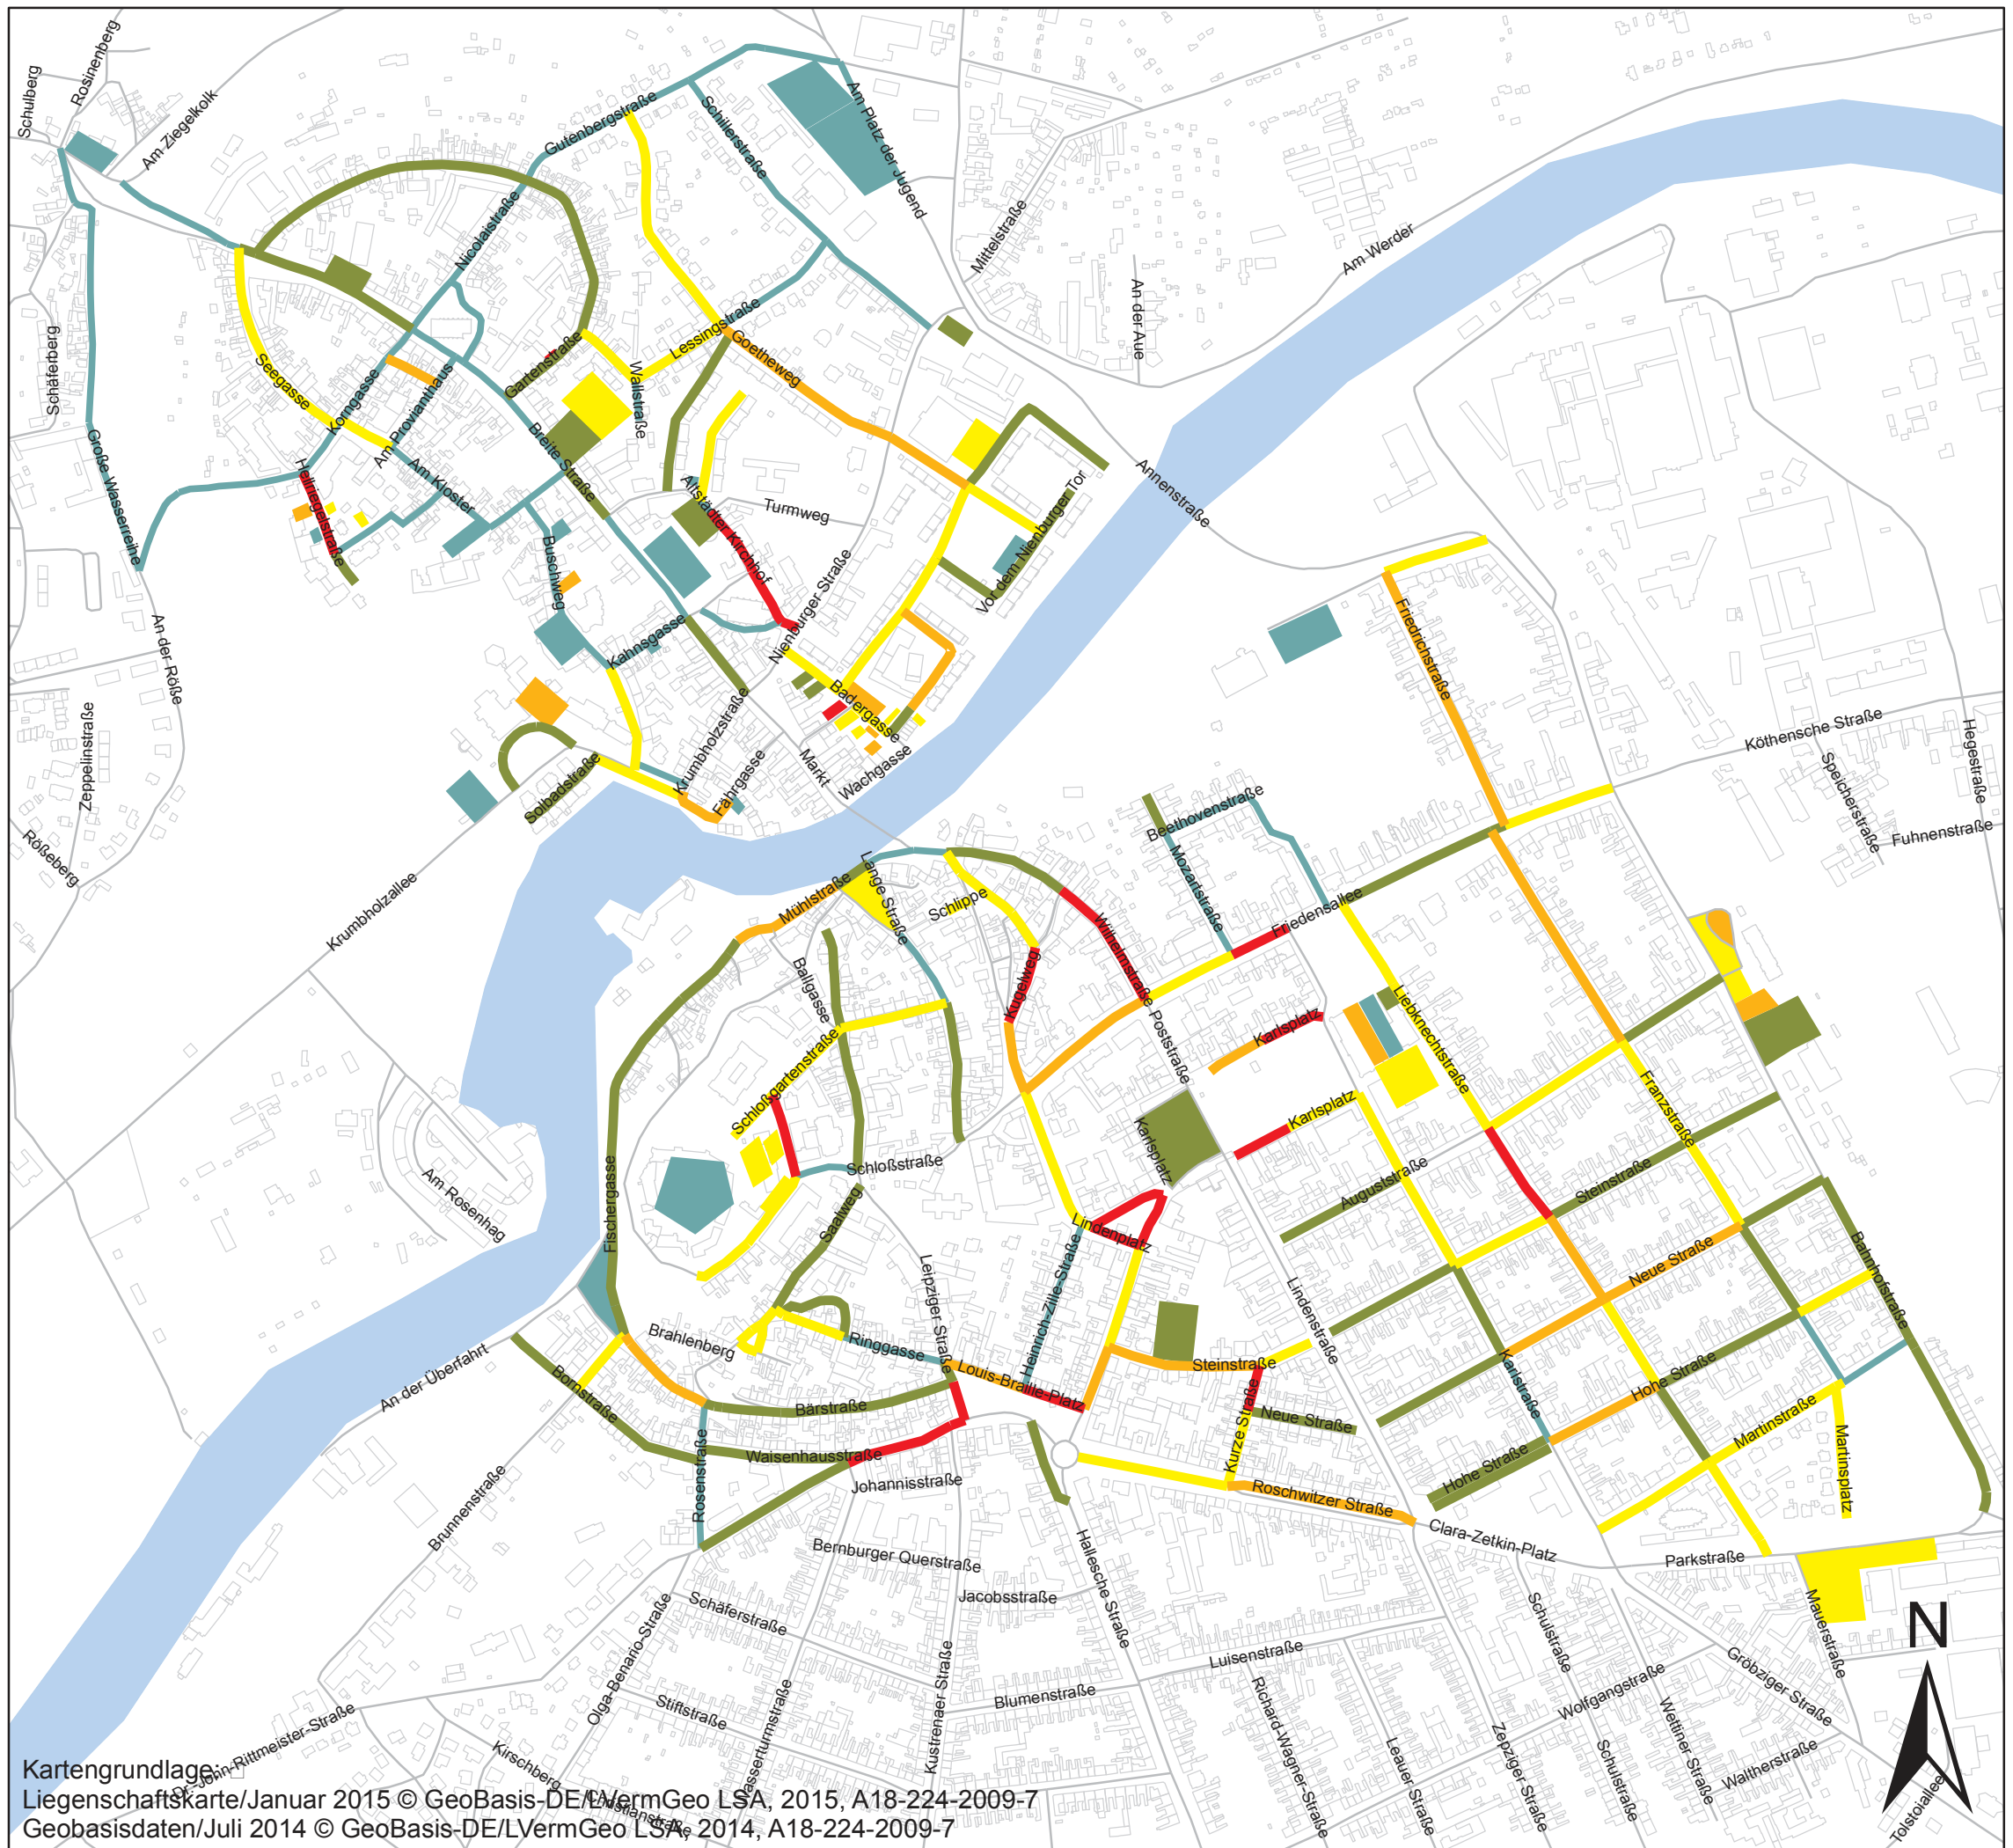 Schulberg
Rosinenberg
Am Ziegelkolk
Gutenbergstraße
Schillerstraße
Am Platz der Jugend
Nicolaistraße
Mittelstraße
Am Werder
An der Aue
Schäferberg
Seegasse
Korngasse
Am Provianthaus
Gartenstraße
Wallstraße
Lessingstraße
Goetheweg
Große Wasserreihe
Hellriegelstraße
Am Kloster
Breite Straße
Altstädter Kirchhof
Turmweg
Vor dem Nienburger Tor
Annenstraße
Buschweg
Kahnsgasse
Nienburger Straße
Friedrichstraße
An der Röße
Zeppelinstraße
Rößeberg
Badergasse
Krumbholzstraße
Fährgasse
Markt
Wachgasse
Solbadstraße
Krumbholzallee
Köthensche Straße
Hegestraße
Speicherstraße
Fuhnenstraße
Beethovenstraße
Mozartstraße
Friedensallee
Mühlstraße
Lange Straße
Schlippe
Wilhelmstraße
Kugelweg
Ballgasse
Poststraße
Karlsplatz
Liebknechtstraße
Schloßgartenstraße
Karlsplatz
Karlsplatz
Franzstraße
Am Rosenhag
Fischergasse
Schloßstraße
Saalweg
Auguststraße
Steinstraße
Lindenplatz
Heinrich-Zille-Straße
Leipziger Straße
Lindenstraße
Neue Straße
Bahnhofstraße
Brahlenberg
Ringgasse
Louis-Braille-Platz
Steinstraße
An der Überfahrt
Bornstraße
Bärstraße
Kurze Straße
Neue Straße
Karlstraße
Hohe Straße
Martinstraße
Martinsplatz
Waisenhausstraße
Johannisstraße
Rosenstraße
Hohe Straße
Roschwitzer Straße
Brunnenstraße
Clara-Zetkin-Platz
Parkstraße
Bernburger Querstraße
Jacobsstraße
Hallesche Straße
Schäferstraße
Olga-Benario-Straße
Luisenstraße
Schulstraße
Mauerstraße
N
Stiftstraße
Blumenstraße
Kustrenaer Straße
Wasserturmstraße
Richard-Wagner-Straße
Leauer Straße
Zepziger Straße
Wolfgangstraße
Wettiner Straße
Gröbziger Straße
Schulstraße
Waltherstraße
Tolstoiallee
Dr.-John-Rittmeister-Straße
Kirschberg
Christianstraße
Kartengrundlage:
Liegenschaftskarte/Januar 2015 © GeoBasis-DE/LVermGeo LSA, 2015, A18-224-2009-7
Geobasisdaten/Juli 2014 © GeoBasis-DE/LVermGeo LSA, 2014, A18-224-2009-7